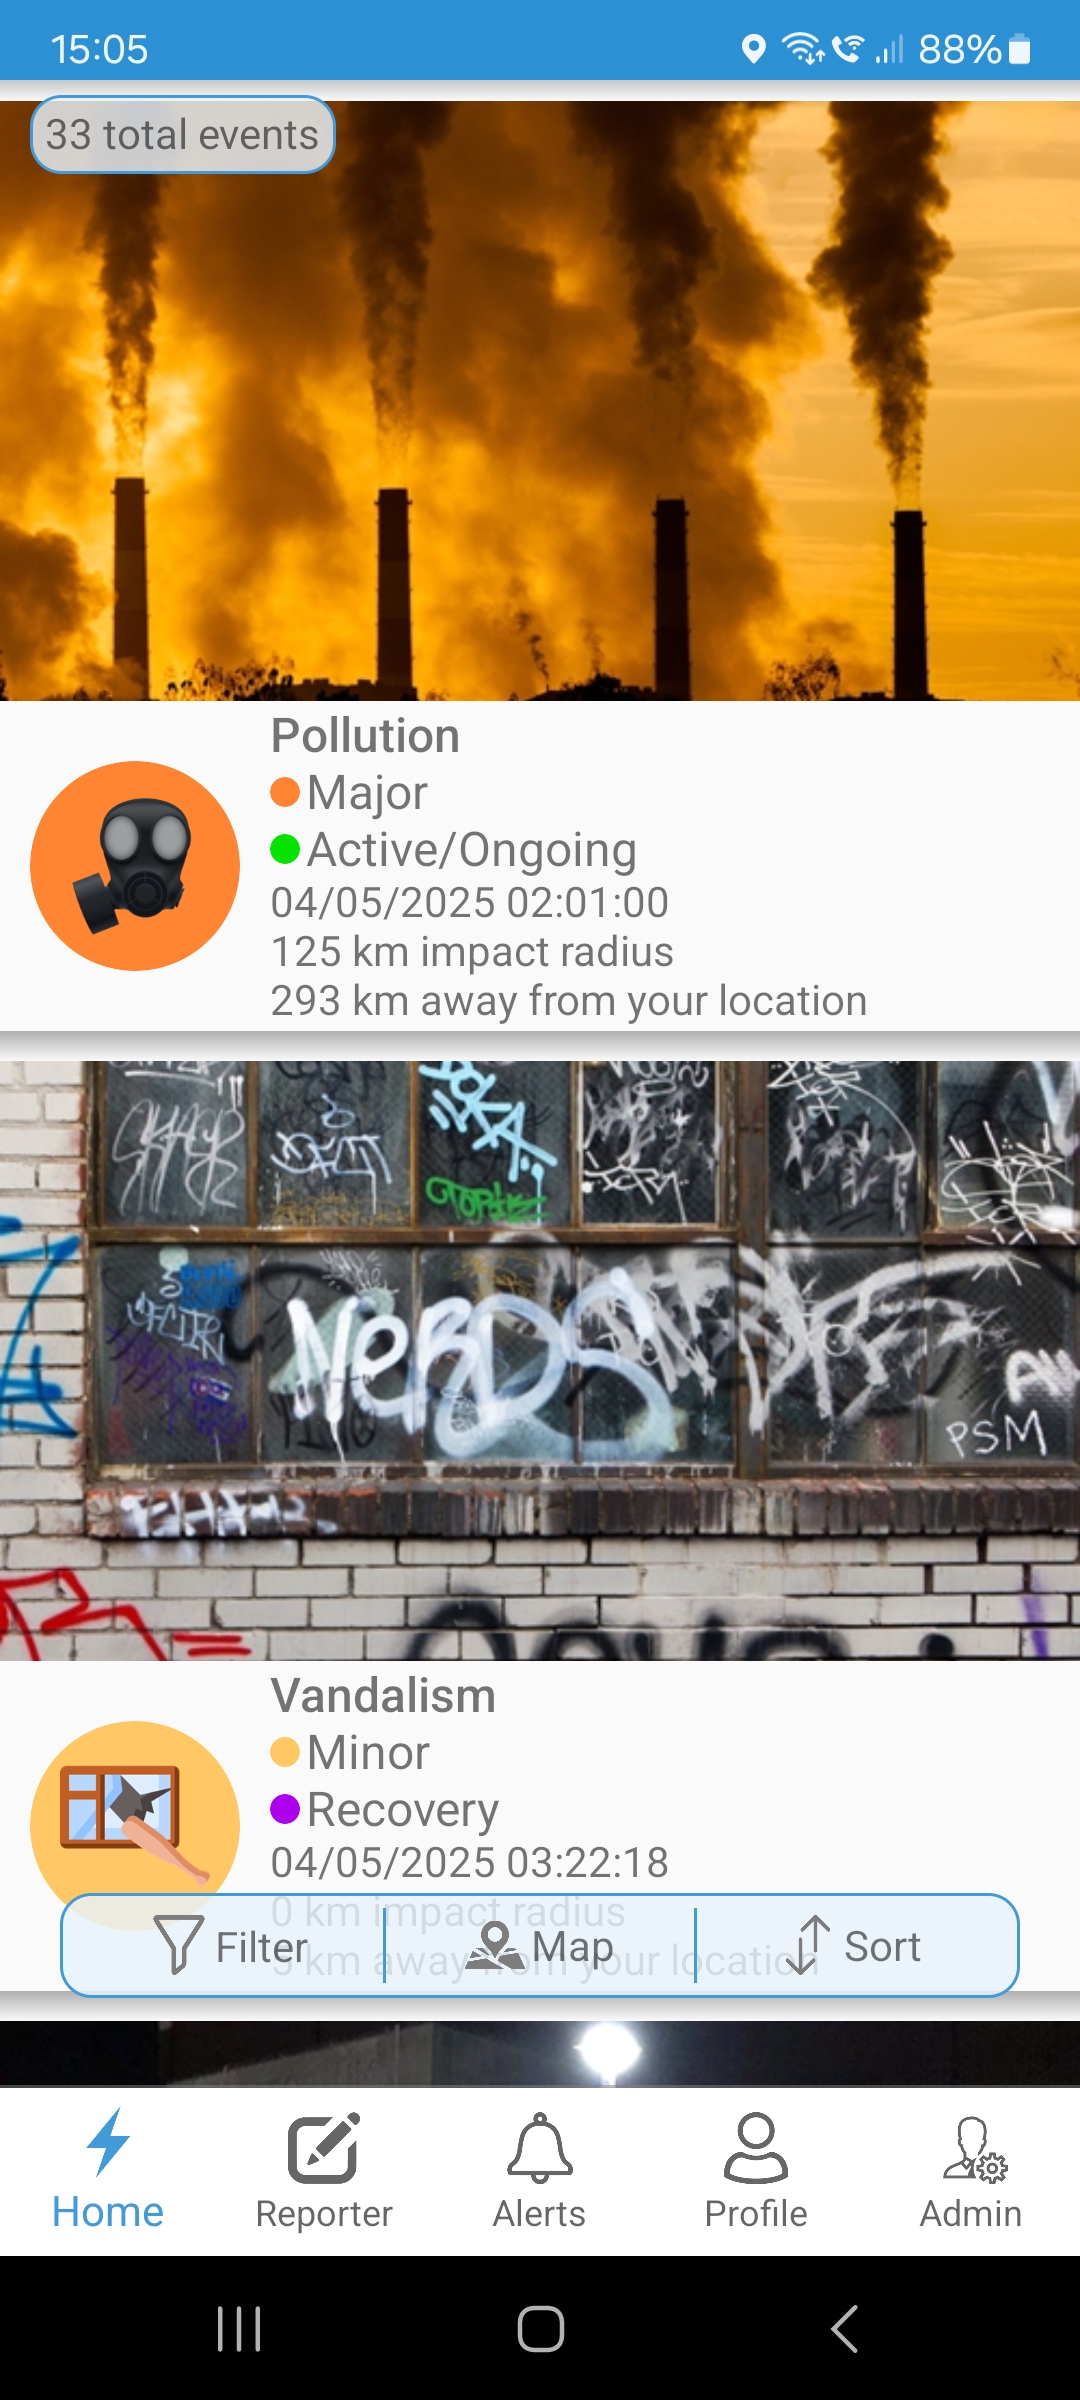 15:05
88%
33 total events
Pollution
Major
Active/Ongoing
04/05/2025 02:01:00
125 km impact radius
293 km away from your location
NeRDS
PSM
Vandalism
Minor
Recovery
04/05/2025 03:22:18
0 km impact radius
km away from your location
Filter
Map
Sort
Home
Reporter
Alerts
Profile
Admin